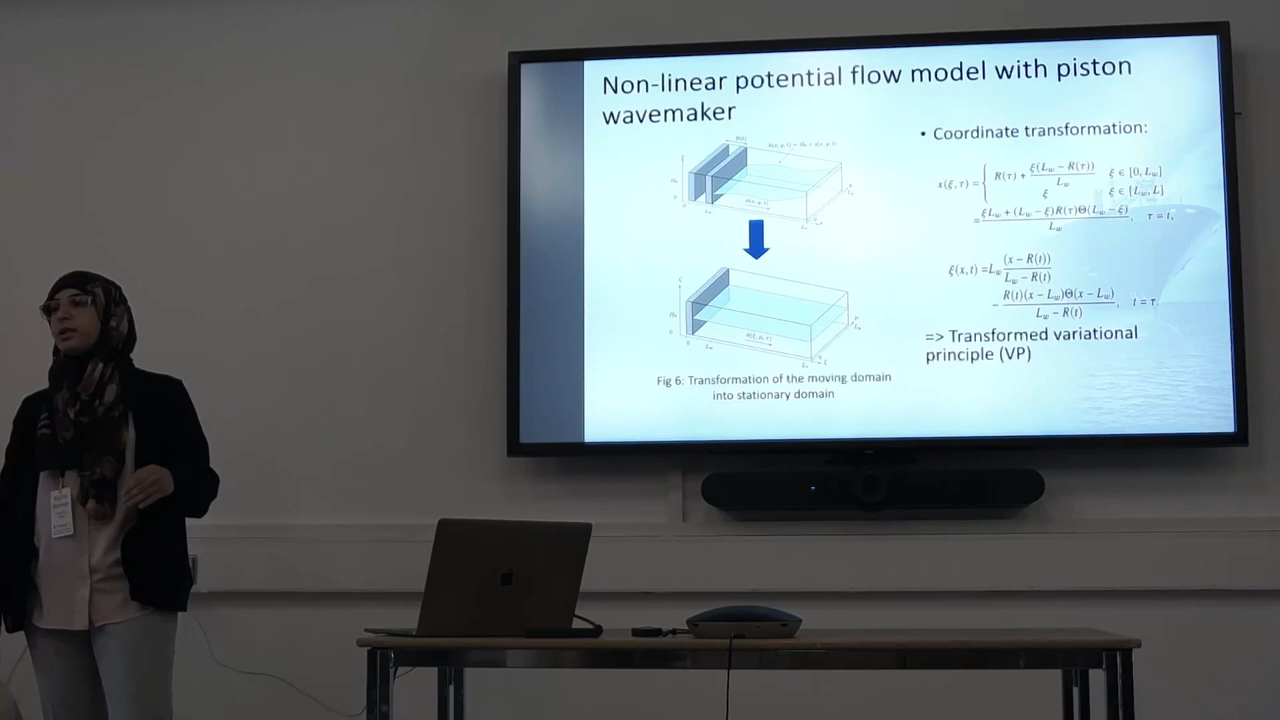 Non-linear potential flow model with piston
wavemaker
• Coordinate transformation:
x(ξ,τ) = { R(τ) + ξ(L_w − R(τ)) / L_w   ξ ∈ [0, L_w]
ξ   ξ ∈ [L_w, L]
= ξL_w + (L_w − ξ)R(τ)Θ(L_w − ξ) / L_w,   τ = t,
ξ(x,t) = L_w (x − R(t)) / L_w − R(t)
− R(t)(x − L_w)Θ(x − L_w) / L_w − R(t),   t = τ.
=> Transformed variational
principle (VP)
Fig 6: Transformation of the moving domain
into stationary domain